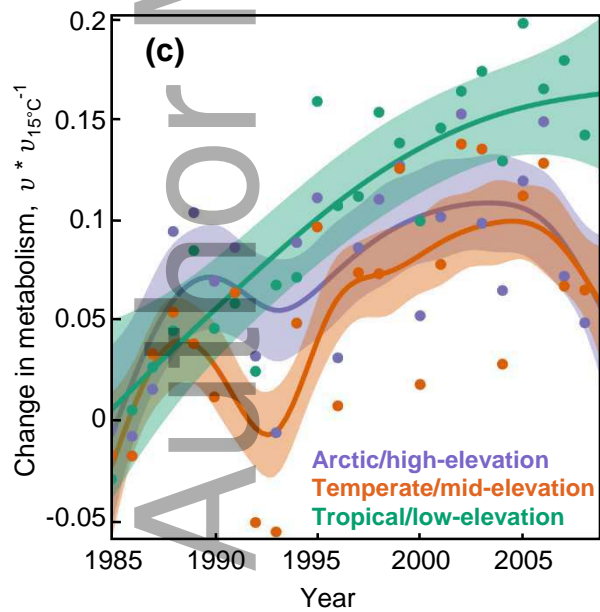 (c)
Change in metabolism, υ * υ15°C-1
0.2
0.15
0.1
0.05
0
-0.05
Author M
Arctic/high-elevation
Temperate/mid-elevation
Tropical/low-elevation
1985
1990
1995
2000
2005
Year